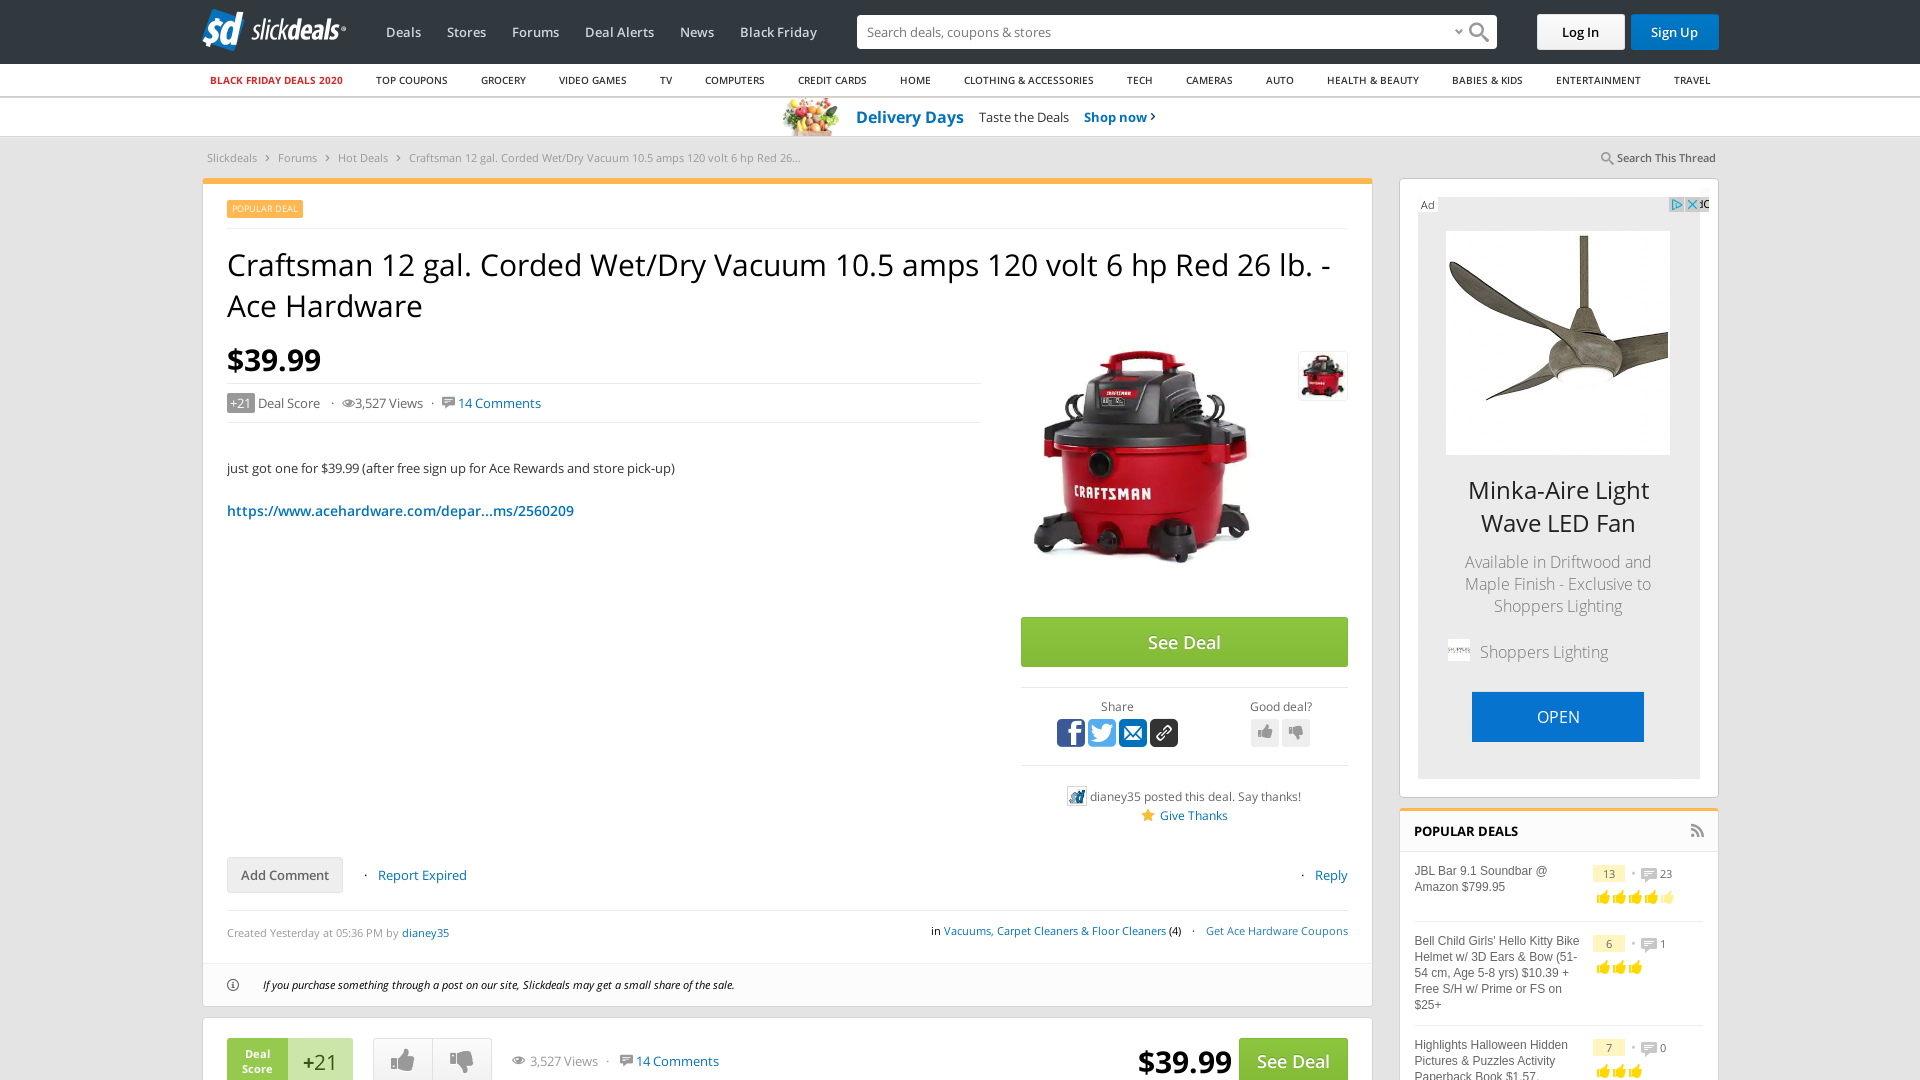 slickdeals
Deals
Stores
Forums
Deal Alerts
News
Black Friday
Search deals, coupons & stores
Log In
Sign Up
BLACK FRIDAY DEALS 2020
TOP COUPONS
GROCERY
VIDEO GAMES
TV
COMPUTERS
CREDIT CARDS
HOME
CLOTHING & ACCESSORIES
TECH
CAMERAS
AUTO
HEALTH & BEAUTY
BABIES & KIDS
ENTERTAINMENT
TRAVEL
Delivery Days Taste the Deals Shop now
Slickdeals > Forums > Hot Deals > Craftsman 12 gal. Corded Wet/Dry Vacuum 10.5 amps 120 volt 6 hp Red 26...
Search This Thread
POPULAR DEAL
Craftsman 12 gal. Corded Wet/Dry Vacuum 10.5 amps 120 volt 6 hp Red 26 lb. -
Ace Hardware
$39.99
+21 Deal Score · 3,527 Views · 14 Comments
just got one for $39.99 (after free sign up for Ace Rewards and store pick-up)
https://www.acehardware.com/depar...ms/2560209
CRAFTSMAN
See Deal
Share
Good deal?
dianey35 posted this deal. Say thanks!
Give Thanks
Add Comment · Report Expired
· Reply
Created Yesterday at 05:36 PM by dianey35
in Vacuums, Carpet Cleaners & Floor Cleaners (4) · Get Ace Hardware Coupons
If you purchase something through a post on our site, Slickdeals may get a small share of the sale.
Deal
Score
+21
3,527 Views · 14 Comments
$39.99
See Deal
Ad
Minka-Aire Light
Wave LED Fan
Available in Driftwood and
Maple Finish - Exclusive to
Shoppers Lighting
Shoppers Lighting
OPEN
POPULAR DEALS
JBL Bar 9.1 Soundbar @
Amazon $799.95
13 • 23
Bell Child Girls' Hello Kitty Bike
Helmet w/ 3D Ears & Bow (51-
54 cm, Age 5-8 yrs) $10.39 +
Free S/H w/ Prime or FS on
$25+
6 • 1
Highlights Halloween Hidden
Pictures & Puzzles Activity
Paperback Book $1.57,
7 • 0